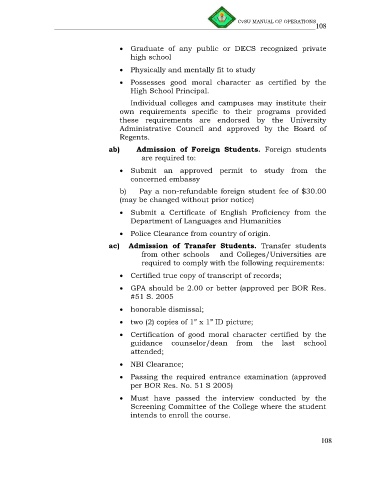 CvSU MANUAL OF OPERATIONS
108
• Graduate of any public or DECS recognized private
high school
• Physically and mentally fit to study
• Possesses good moral character as certified by the
High School Principal.
Individual colleges and campuses may institute their
own requirements specific to their programs provided
these requirements are endorsed by the University
Administrative Council and approved by the Board of
Regents.
ab) Admission of Foreign Students. Foreign students
are required to:
• Submit an approved permit to study from the
concerned embassy
b) Pay a non-refundable foreign student fee of $30.00
(may be changed without prior notice)
• Submit a Certificate of English Proficiency from the
Department of Languages and Humanities
• Police Clearance from country of origin.
ac) Admission of Transfer Students. Transfer students
from other schools and Colleges/Universities are
required to comply with the following requirements:
• Certified true copy of transcript of records;
• GPA should be 2.00 or better (approved per BOR Res.
#51 S. 2005
• honorable dismissal;
• two (2) copies of 1" x 1" ID picture;
• Certification of good moral character certified by the
guidance counselor/dean from the last school
attended;
• NBI Clearance;
• Passing the required entrance examination (approved
per BOR Res. No. 51 S 2005)
• Must have passed the interview conducted by the
Screening Committee of the College where the student
intends to enroll the course.
108